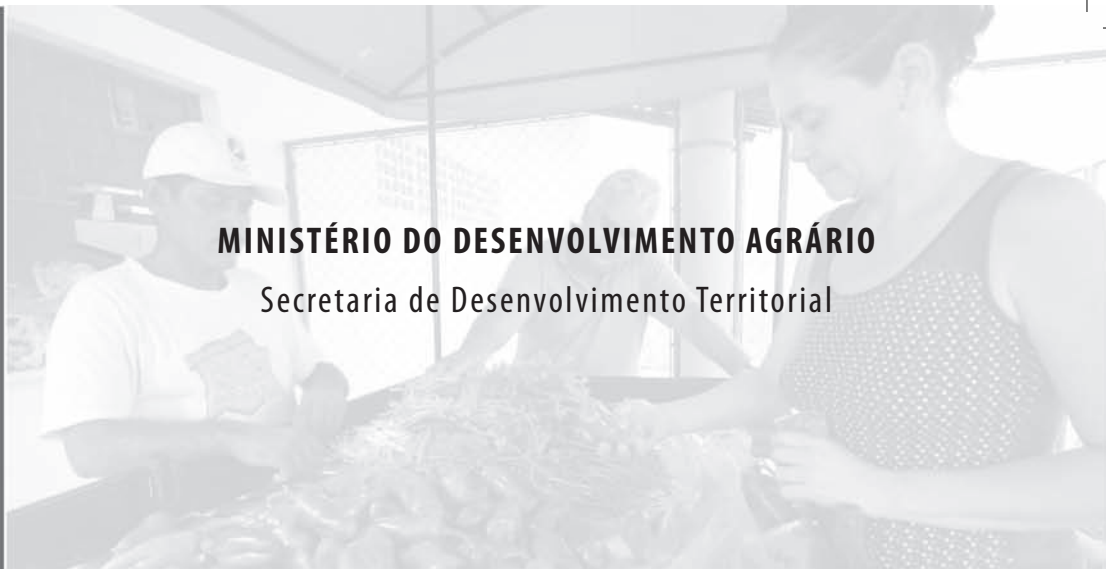 MINISTÉRIO DO DESENVOLVIMENTO AGRÁRIO
Secretaria de Desenvolvimento Territorial